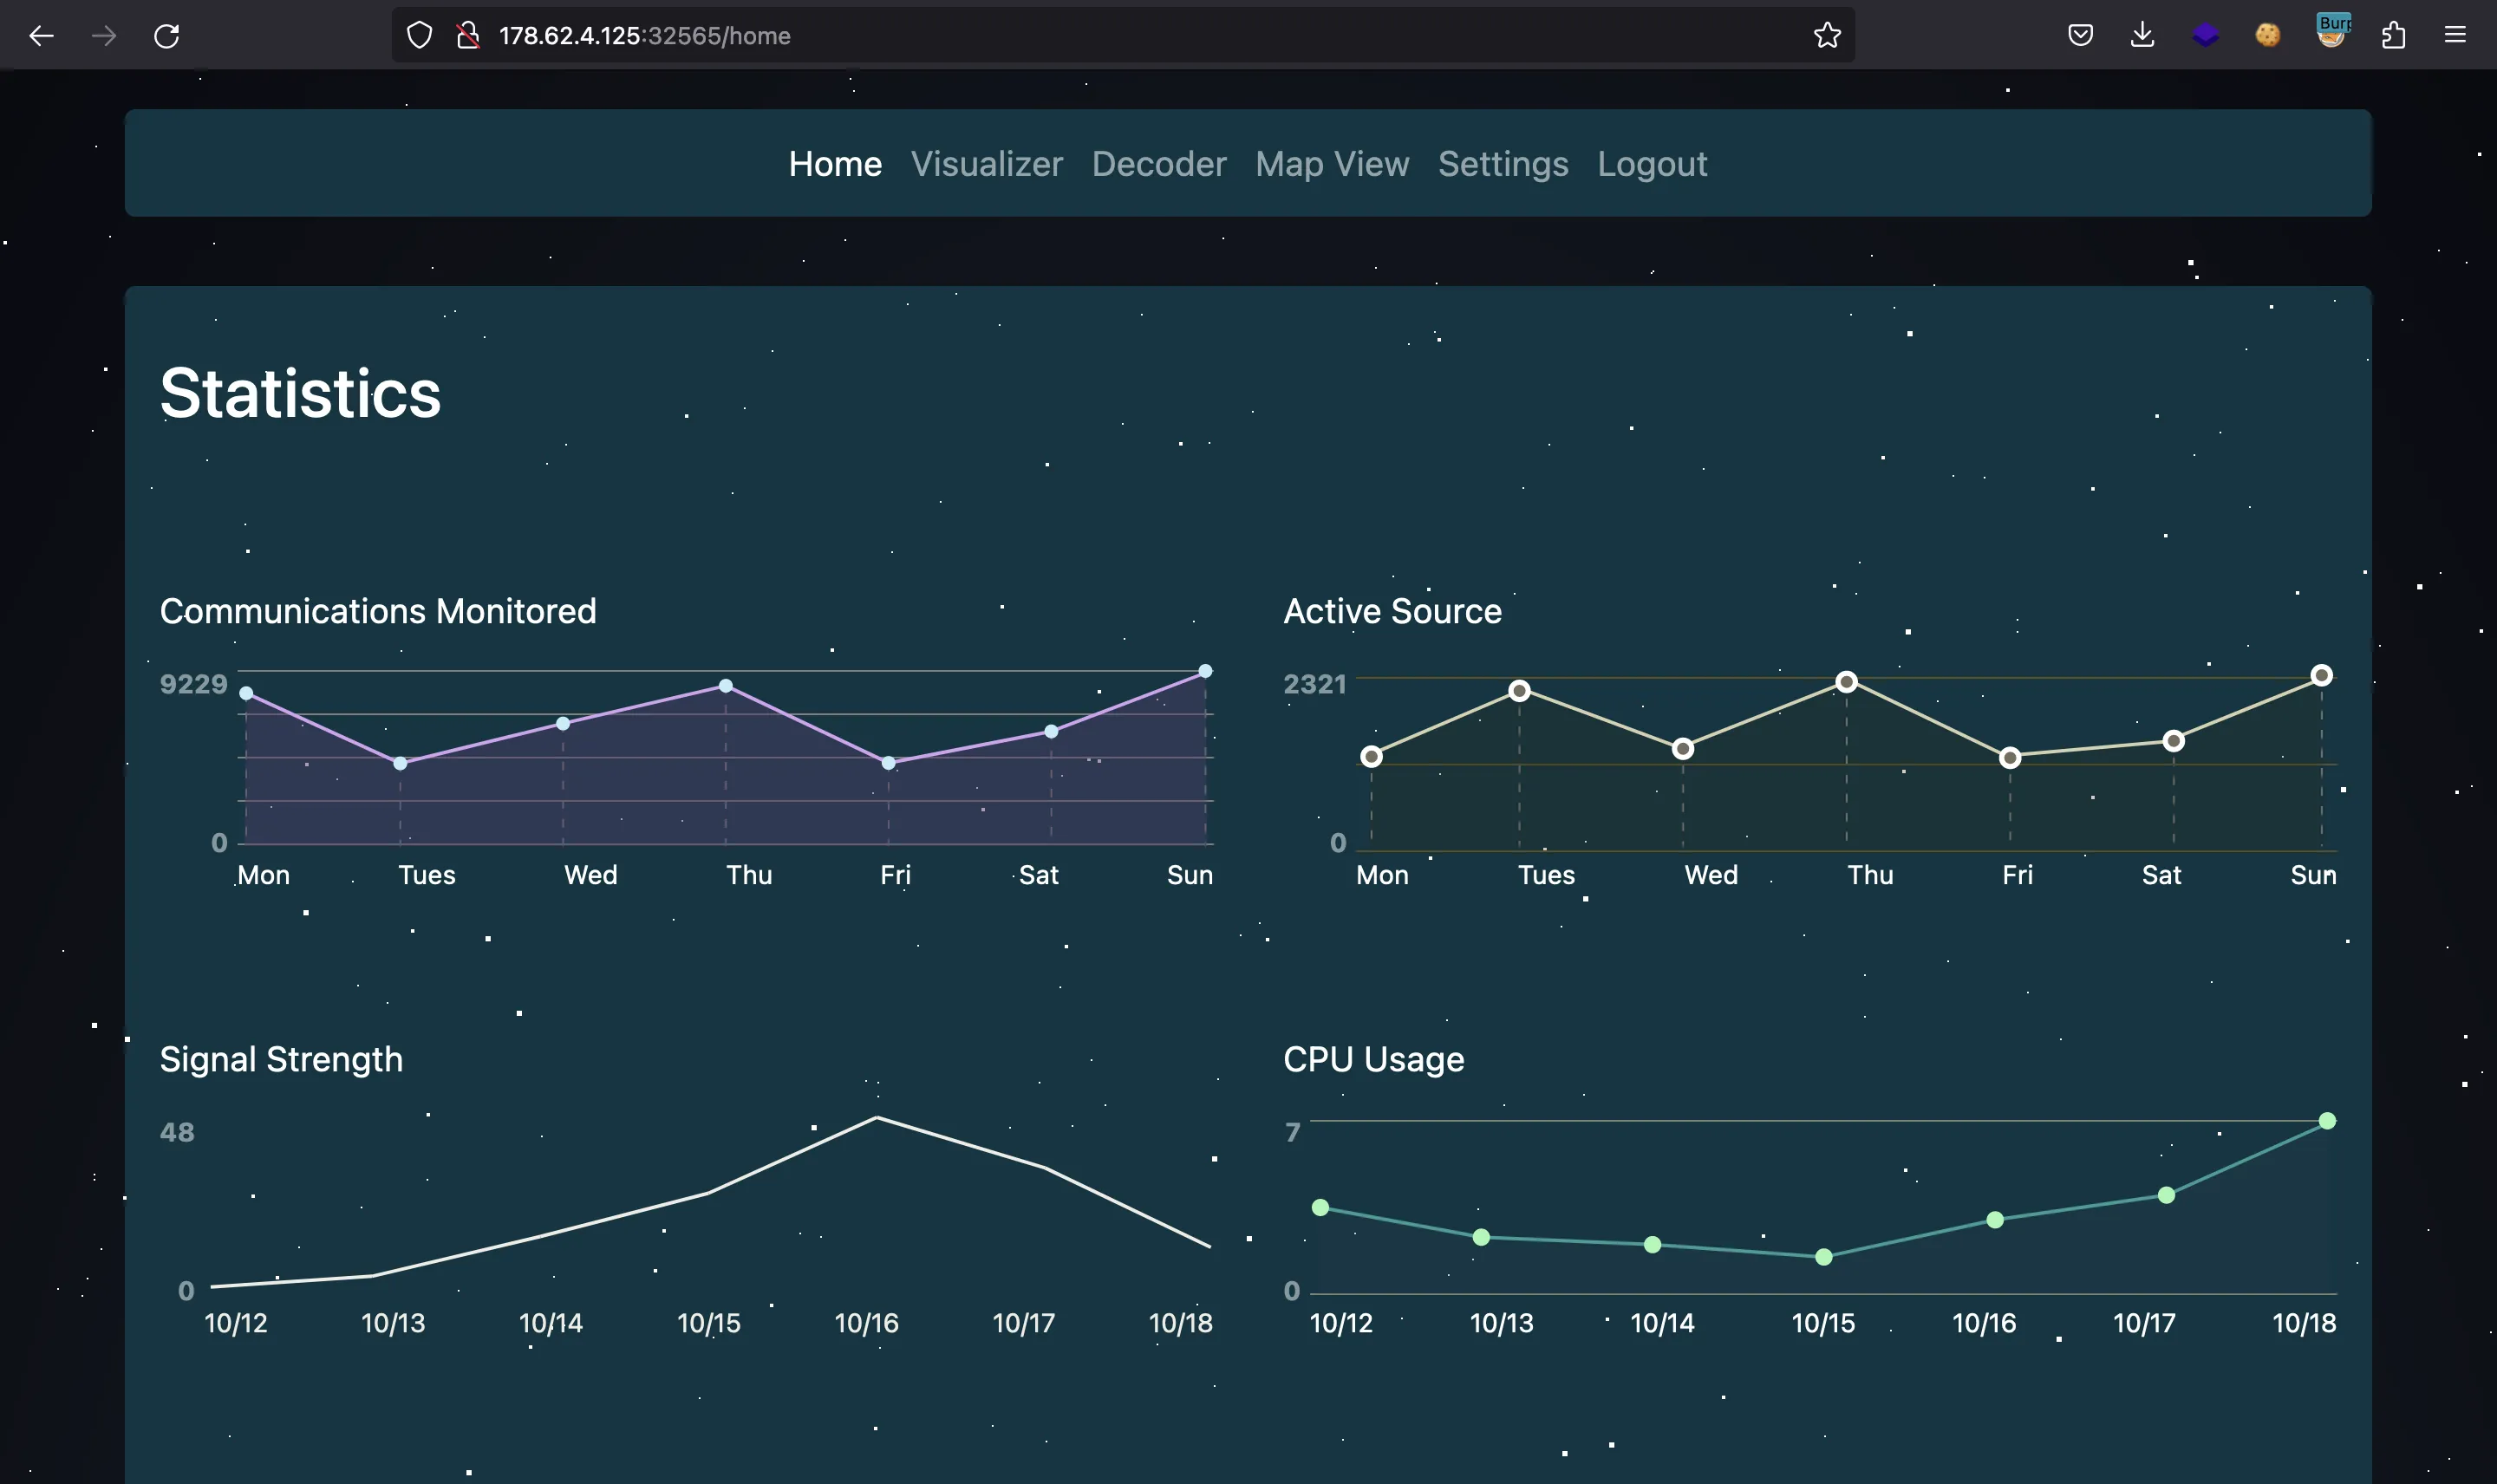 178.62.4.125:32565/home
Burp
Home Visualizer Decoder Map View Settings Logout
Statistics
Communications Monitored
9229
0
Mon Tues Wed Thu Fri Sat Sun
Active Source
2321
0
Mon Tues Wed Thu Fri Sat Sun
Signal Strength
48
0
10/12 10/13 10/14 10/15 10/16 10/17 10/18
CPU Usage
7
0
10/12 10/13 10/14 10/15 10/16 10/17 10/18